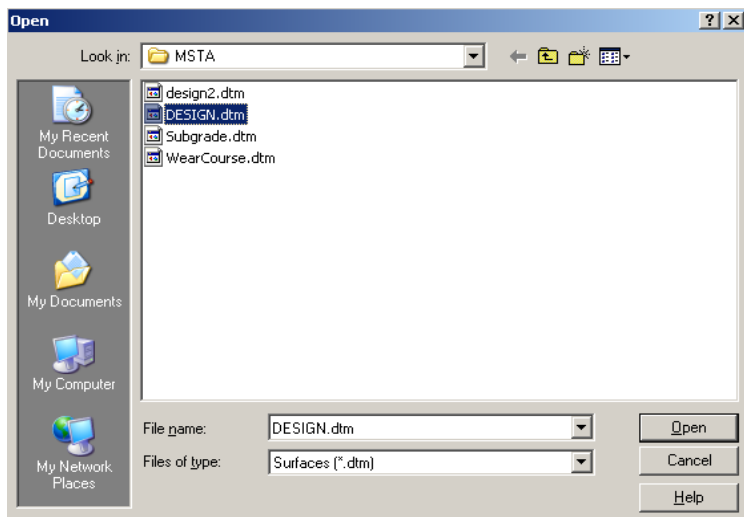 Open
Look in: MSTA
design2.dtm
DESIGN.dtm
Subgrade.dtm
WearCourse.dtm
My Recent
Documents
Desktop
My Documents
My Computer
My Network
Places
File name: DESIGN.dtm Open
Files of type: Surfaces (*.dtm) Cancel
Help